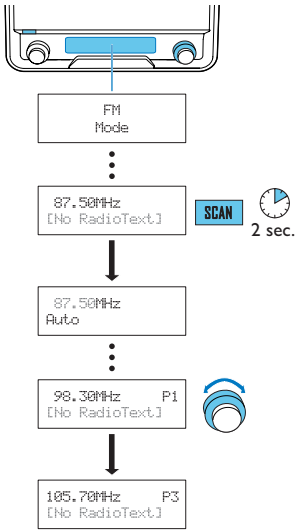 FM
Mode
87.50MHz
[No RadioText]
SCAN
2 sec.
87.50MHz
Auto
98.30MHz P1
[No RadioText]
105.70MHz P3
[No RadioText]